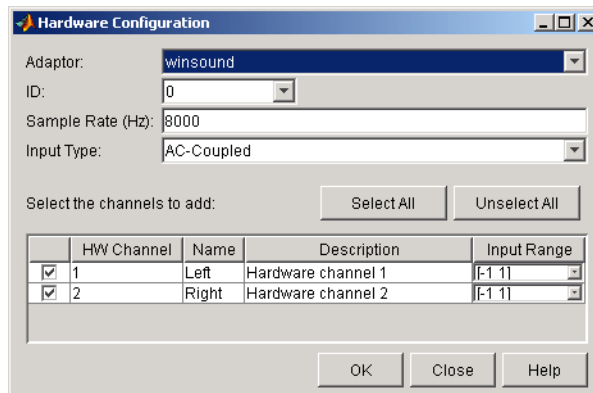 Hardware Configuration
Adaptor: winsound
ID: 0
Sample Rate (Hz): 8000
Input Type: AC-Coupled
Select the channels to add: Select All Unselect All
HW Channel Name Description Input Range
1 Left Hardware channel 1 [-1 1]
2 Right Hardware channel 2 [-1 1]
OK Close Help